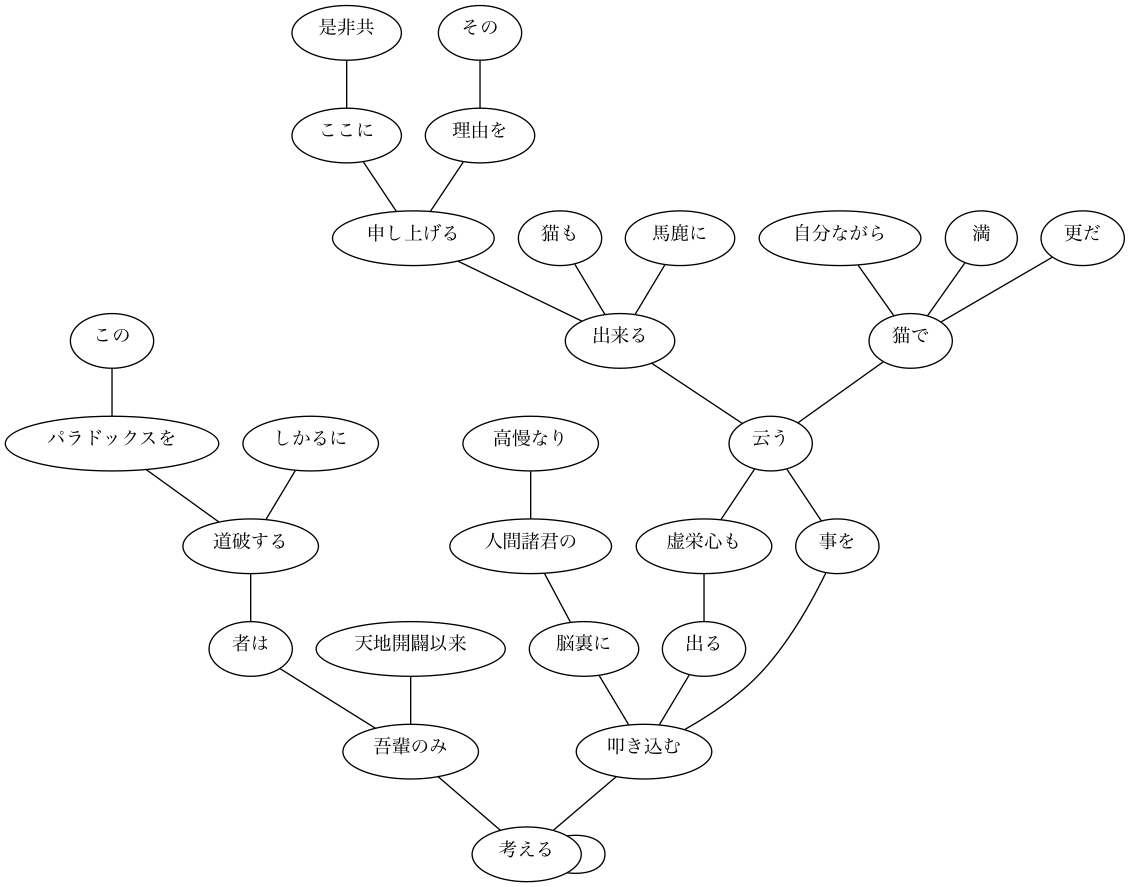 是非共
その
ここに
理由を
申し上げる
猫も
馬鹿に
自分ながら
満
更だ
この
出来る
猫で
パラドックスを
しかるに
高慢なり
云う
道破する
人間諸君の
虚栄心も
事を
者は
天地開闢以来
脳裏に
出る
吾輩のみ
叩き込む
考える